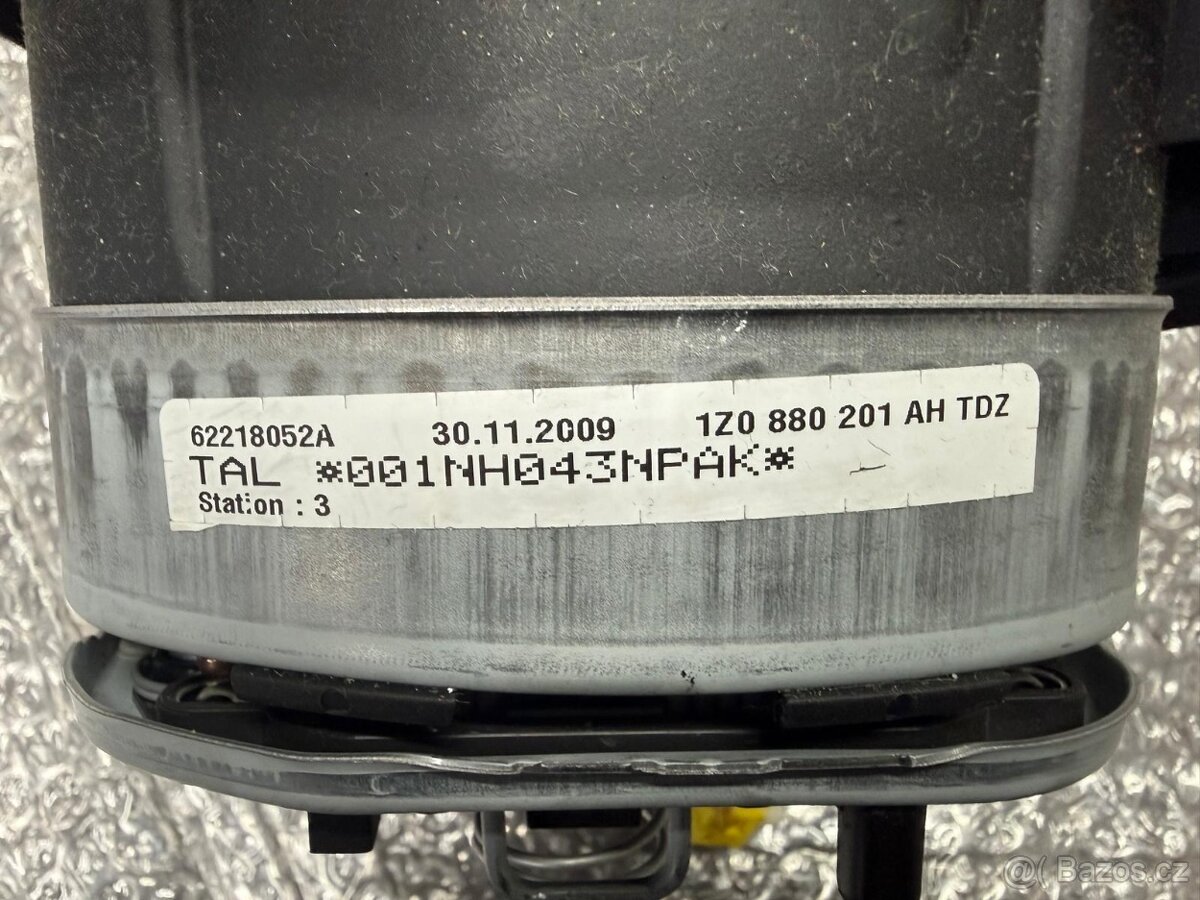 62218052A 30.11.2009 1Z0 880 201 AH TDZ
TAL *001NH043NPAK*
Station : 3
@( Bazos.cz